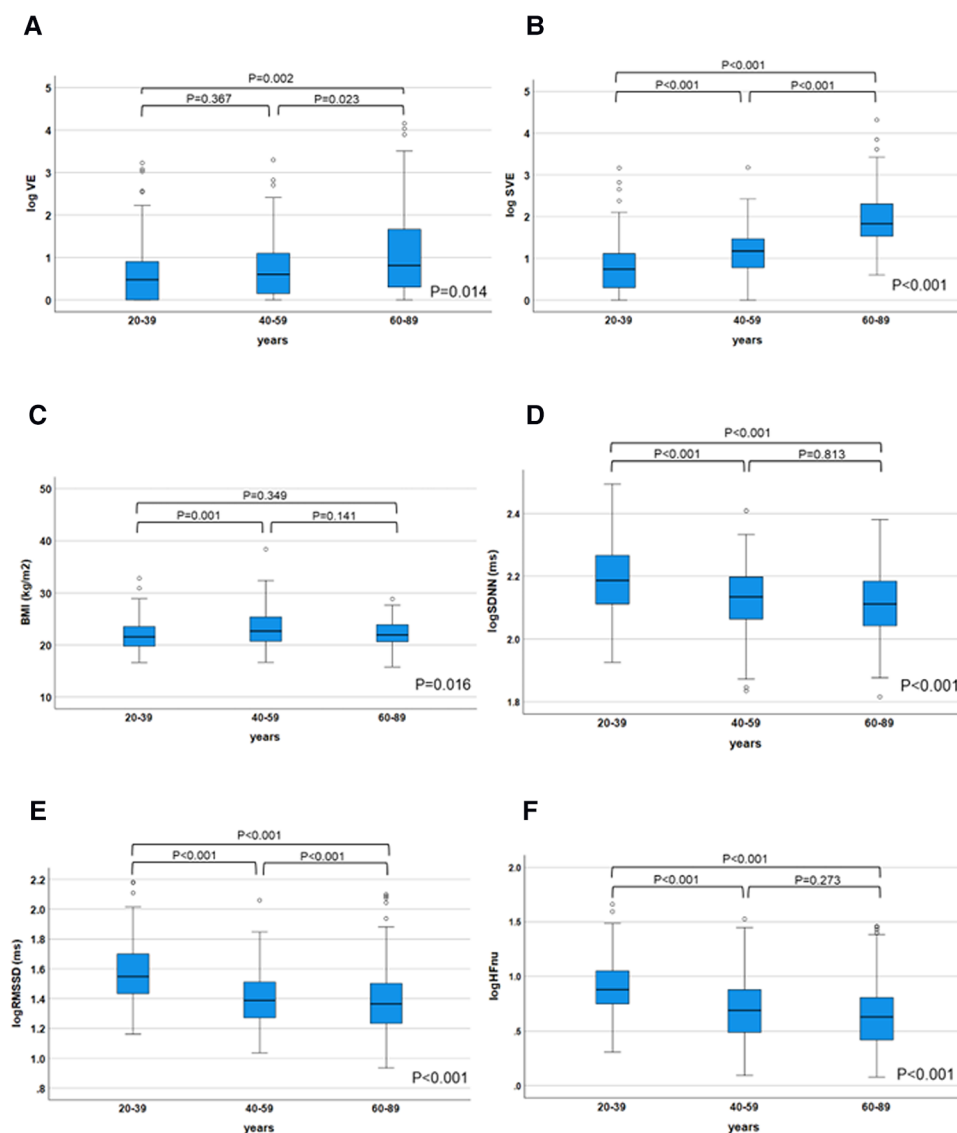 A
P=0.002
P=0.367 P=0.023
5
4
3
2
1
0
log VE
P=0.014
20-39 40-59 60-89
years
B
P<0.001
P<0.001 P<0.001
5
4
3
2
1
0
log SVE
P<0.001
20-39 40-59 60-89
years
C
P=0.349
P=0.001 P=0.141
50
40
30
20
10
BMI (kg/m2)
P=0.016
20-39 40-59 60-89
years
D
P<0.001
P<0.001 P=0.813
2.4
2.2
2.0
1.8
logSDNN (ms)
P<0.001
20-39 40-59 60-89
years
E
P<0.001
P<0.001 P<0.001
2.2
2.0
1.8
1.6
1.4
1.2
1.0
.8
logRMSSD (ms)
P<0.001
20-39 40-59 60-89
years
F
P<0.001
P<0.001 P=0.273
2.0
1.5
1.0
0.5
.0
logHFnu
P<0.001
20-39 40-59 60-89
years